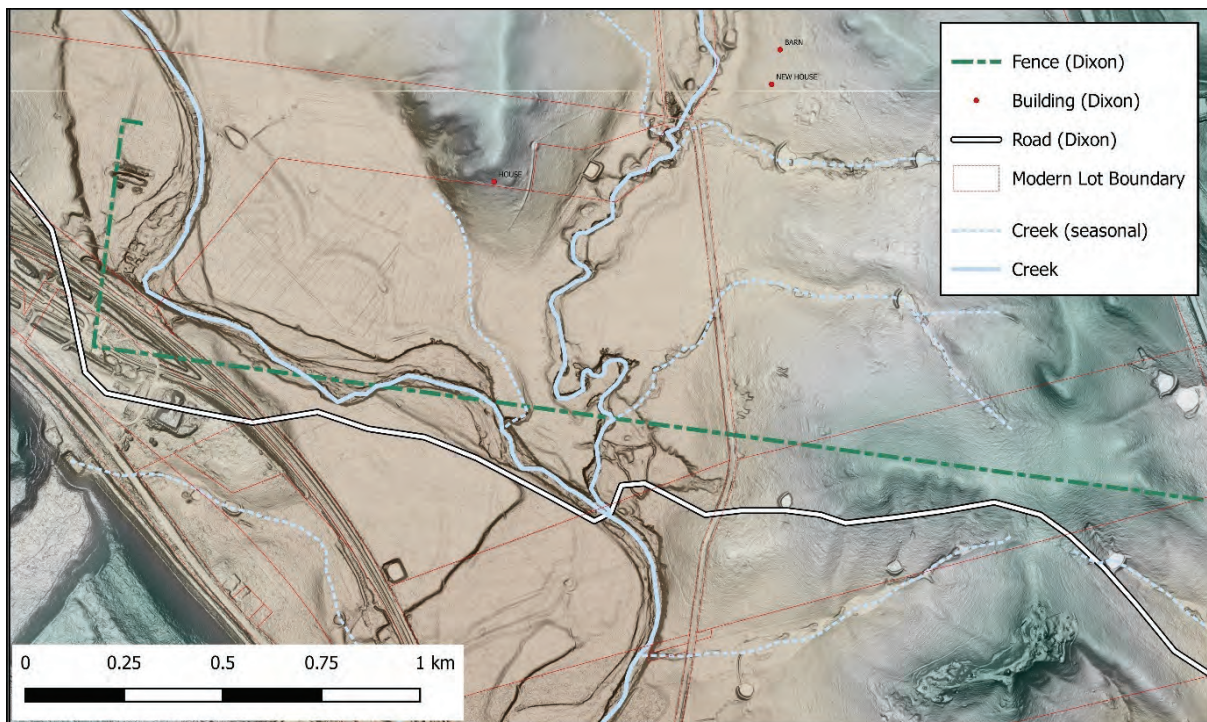 BARN
NEW HOUSE
HOUSE
Fence (Dixon)
Building (Dixon)
Road (Dixon)
Modern Lot Boundary
Creek (seasonal)
Creek
0 0.25 0.5 0.75 1 km